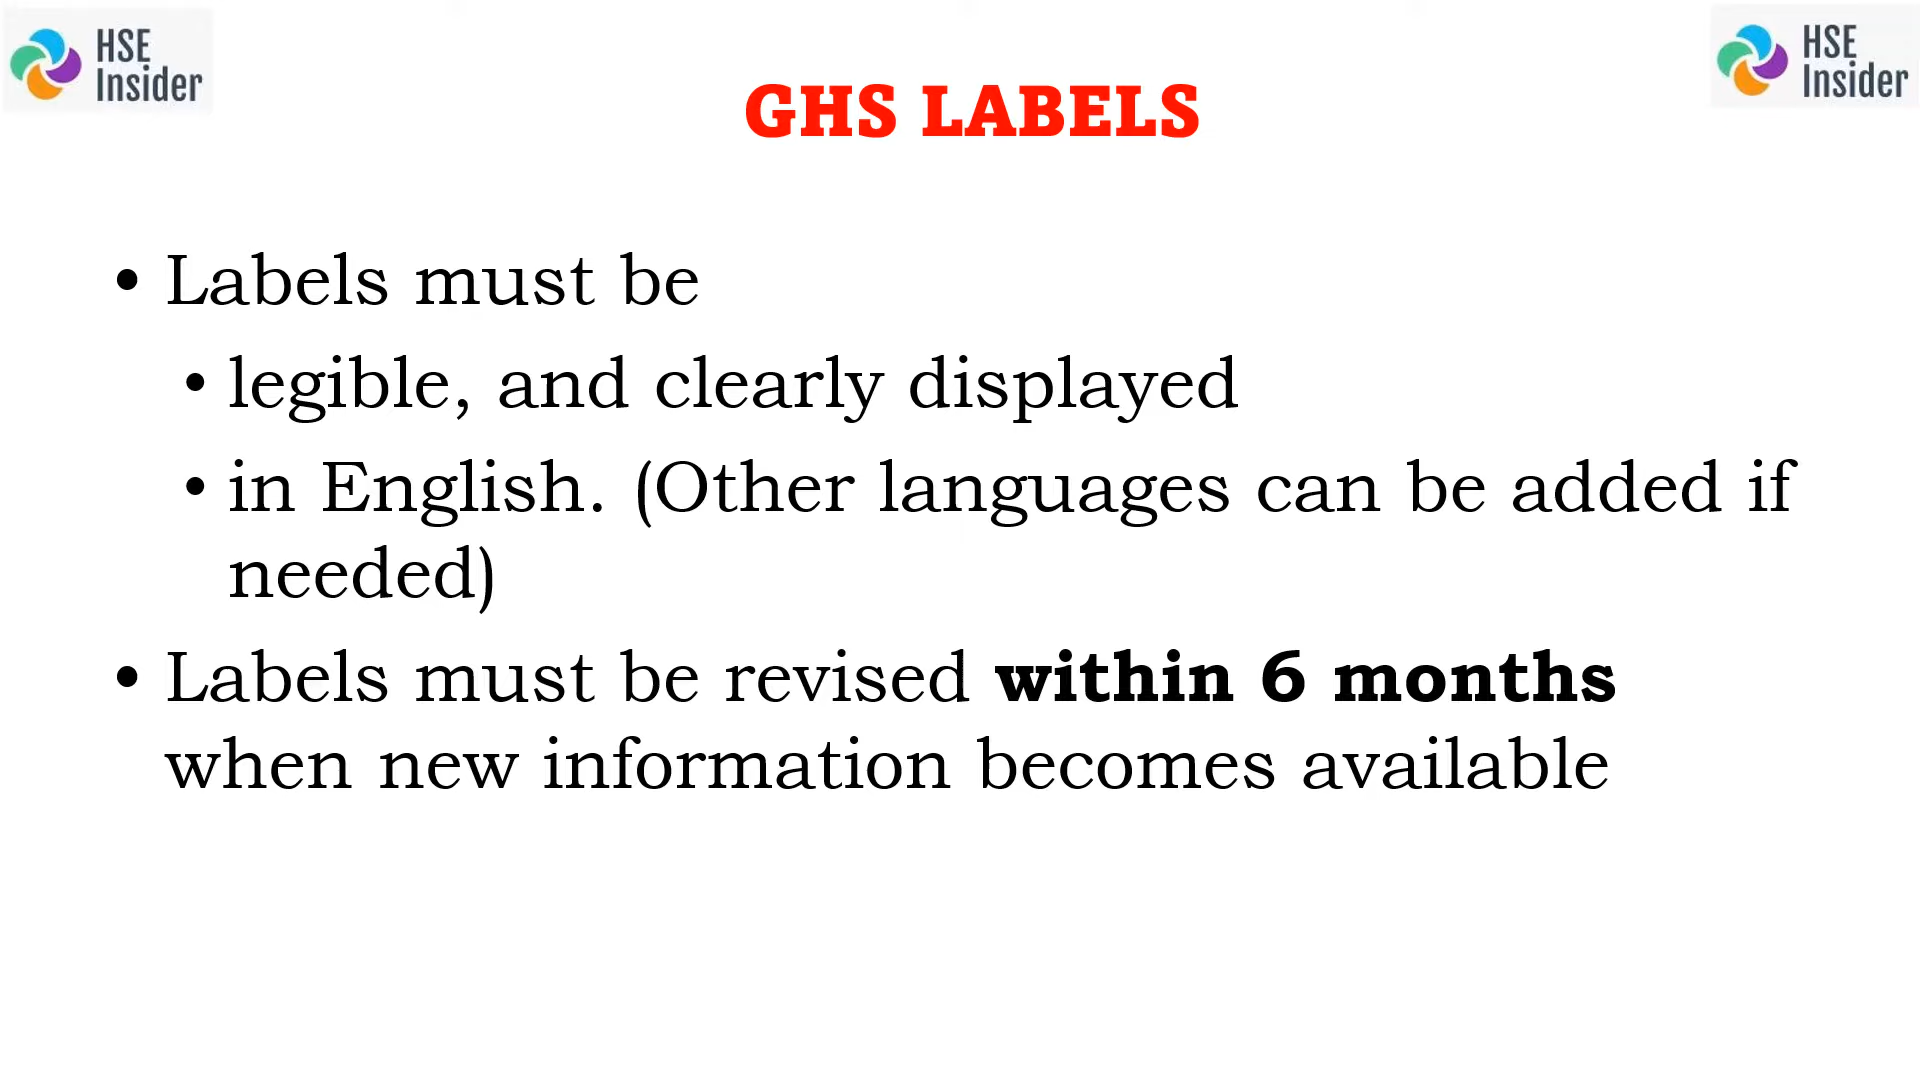 HSE
Insider
HSE
Insider
GHS LABELS
• Labels must be
• legible, and clearly displayed
• in English. (Other languages can be added if
needed)
• Labels must be revised within 6 months
when new information becomes available